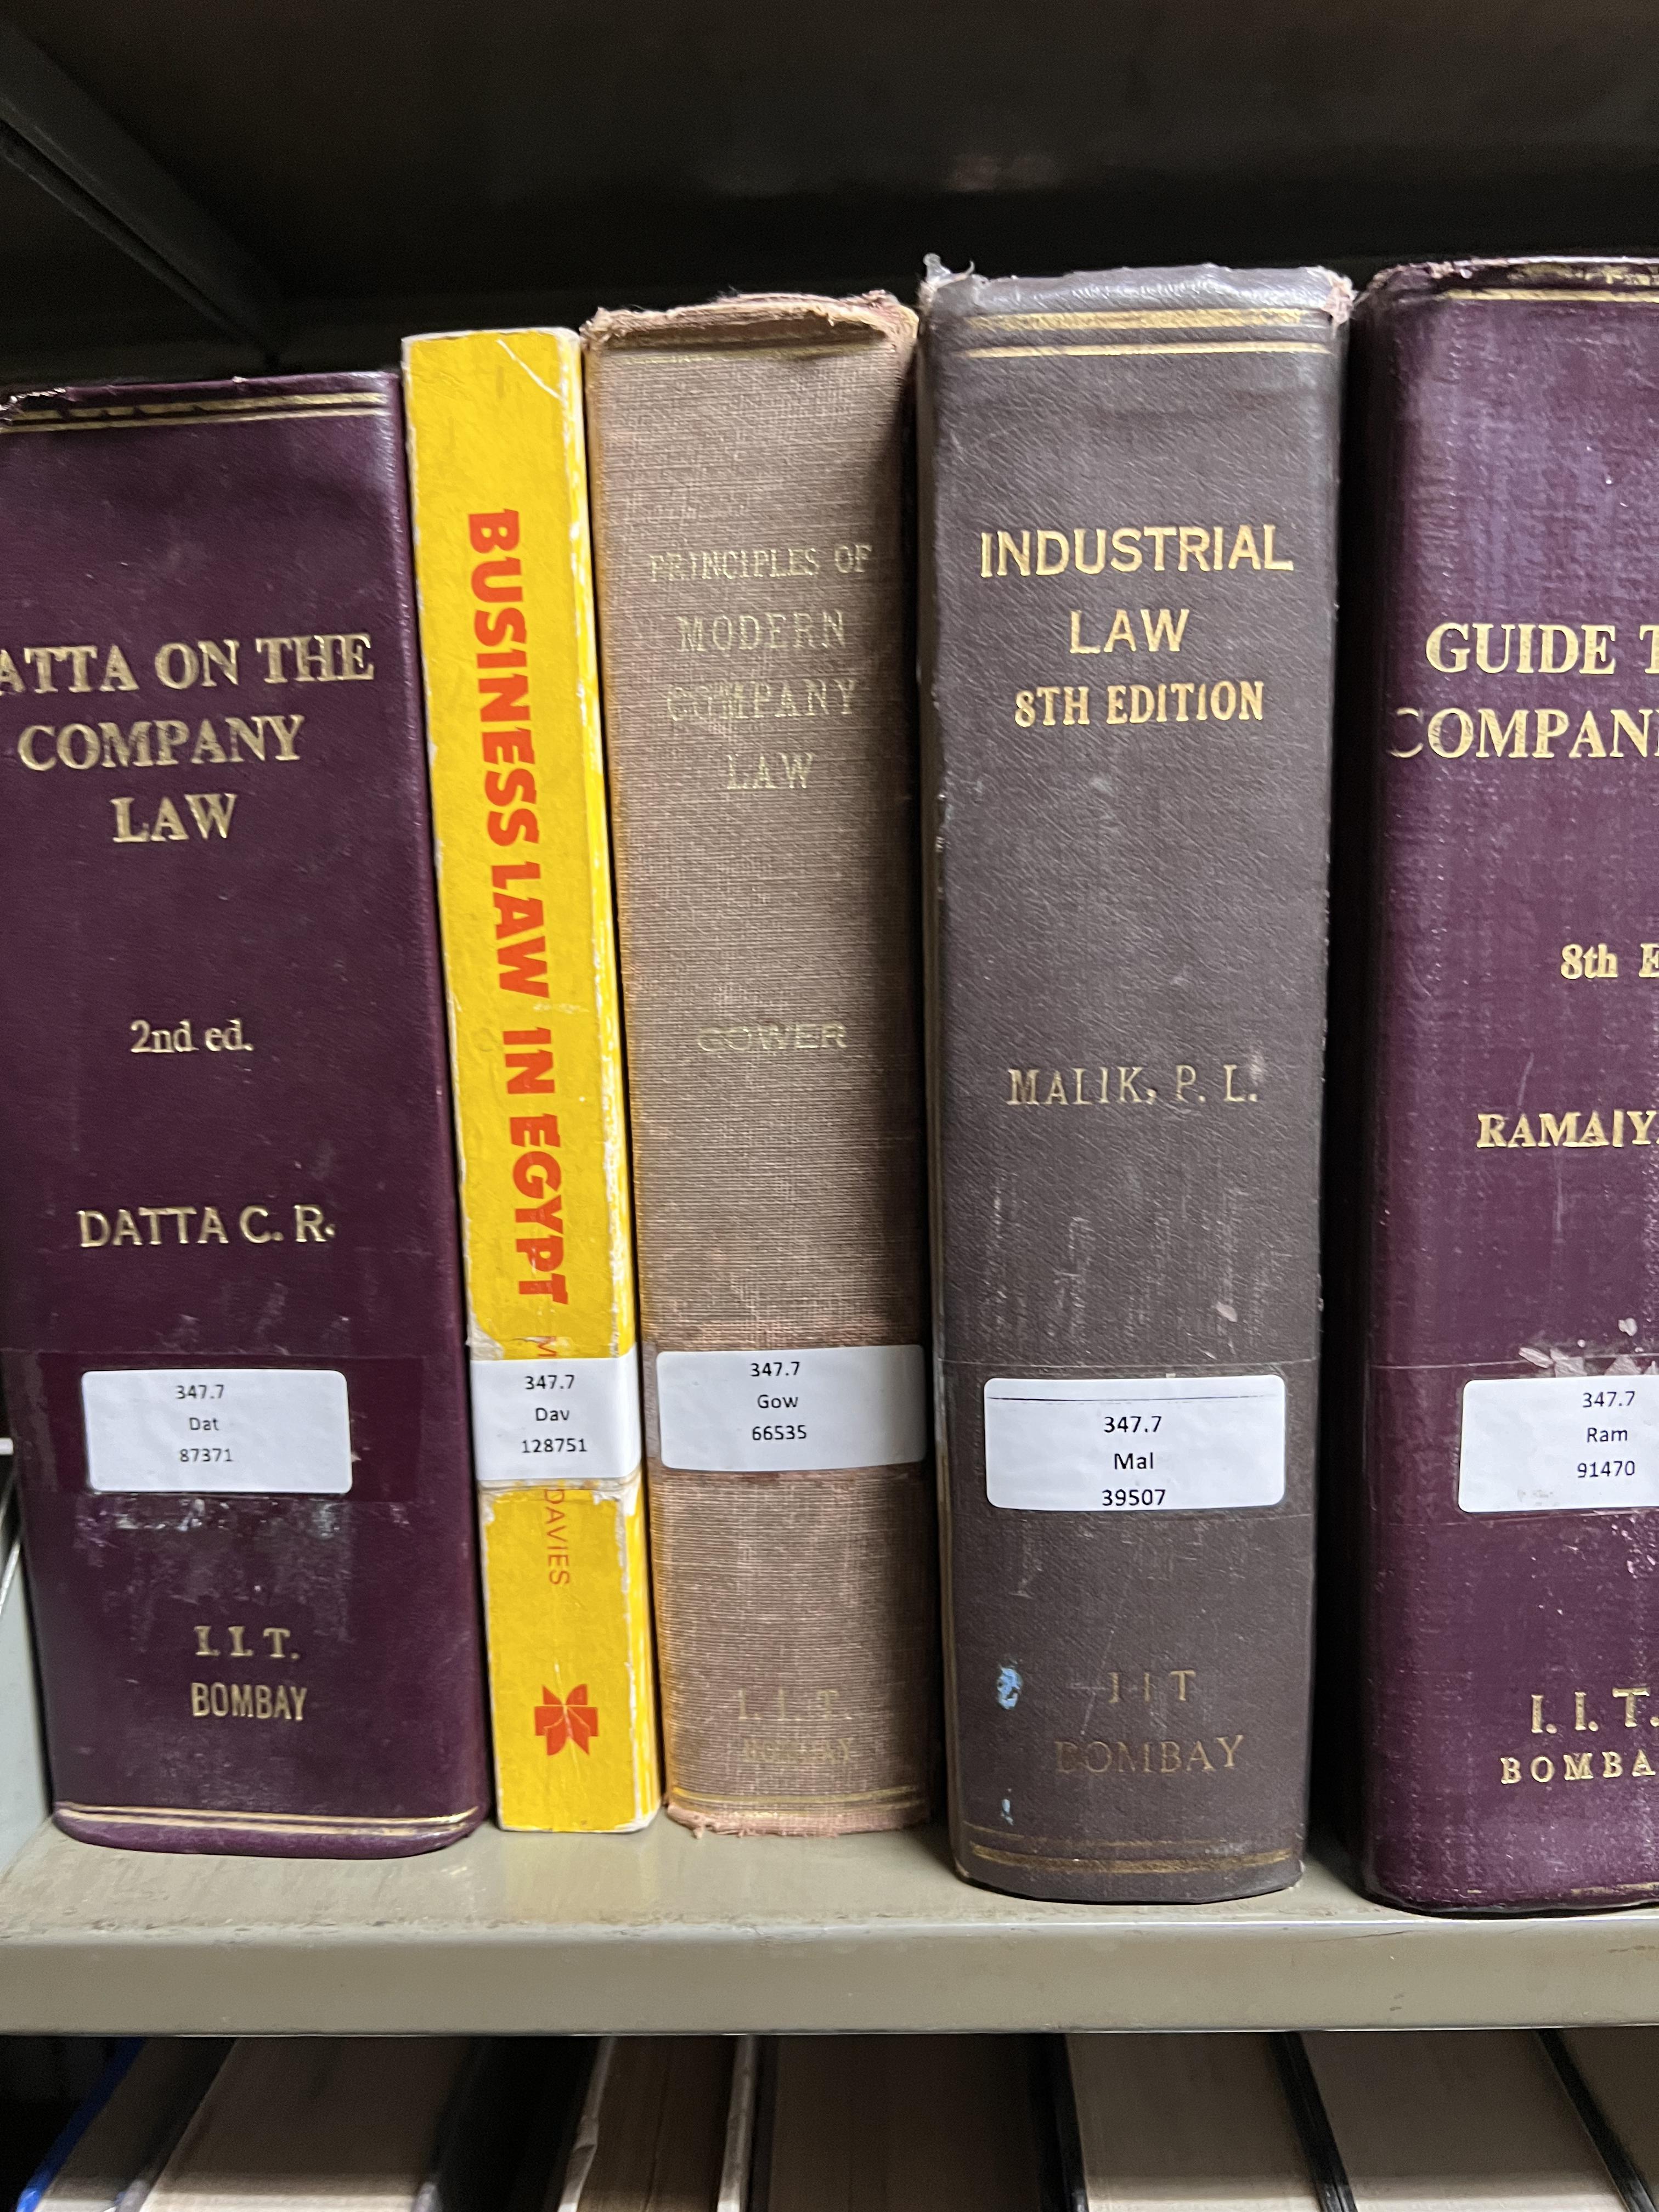 ATTA ON THE
COMPANY
LAW
2nd ed.
DATTA C. R.
347.7
Dat
87371
I. I. T.
BOMBAY
BUSINESS LAW IN EGYPT
M
DAVIES
347.7
Dav
128751
PRINCIPLES OF
MODERN
COMPANY
LAW
GOWER
347.7
Gow
66535
I. I. T.
BOMBAY
INDUSTRIAL
LAW
8TH EDITION
MALIK, P. L.
347.7
Mal
39507
I I T
BOMBAY
GUIDE T
COMPAN
8th E
RAMAIY
347.7
Ram
91470
I. I. T.
BOMBA